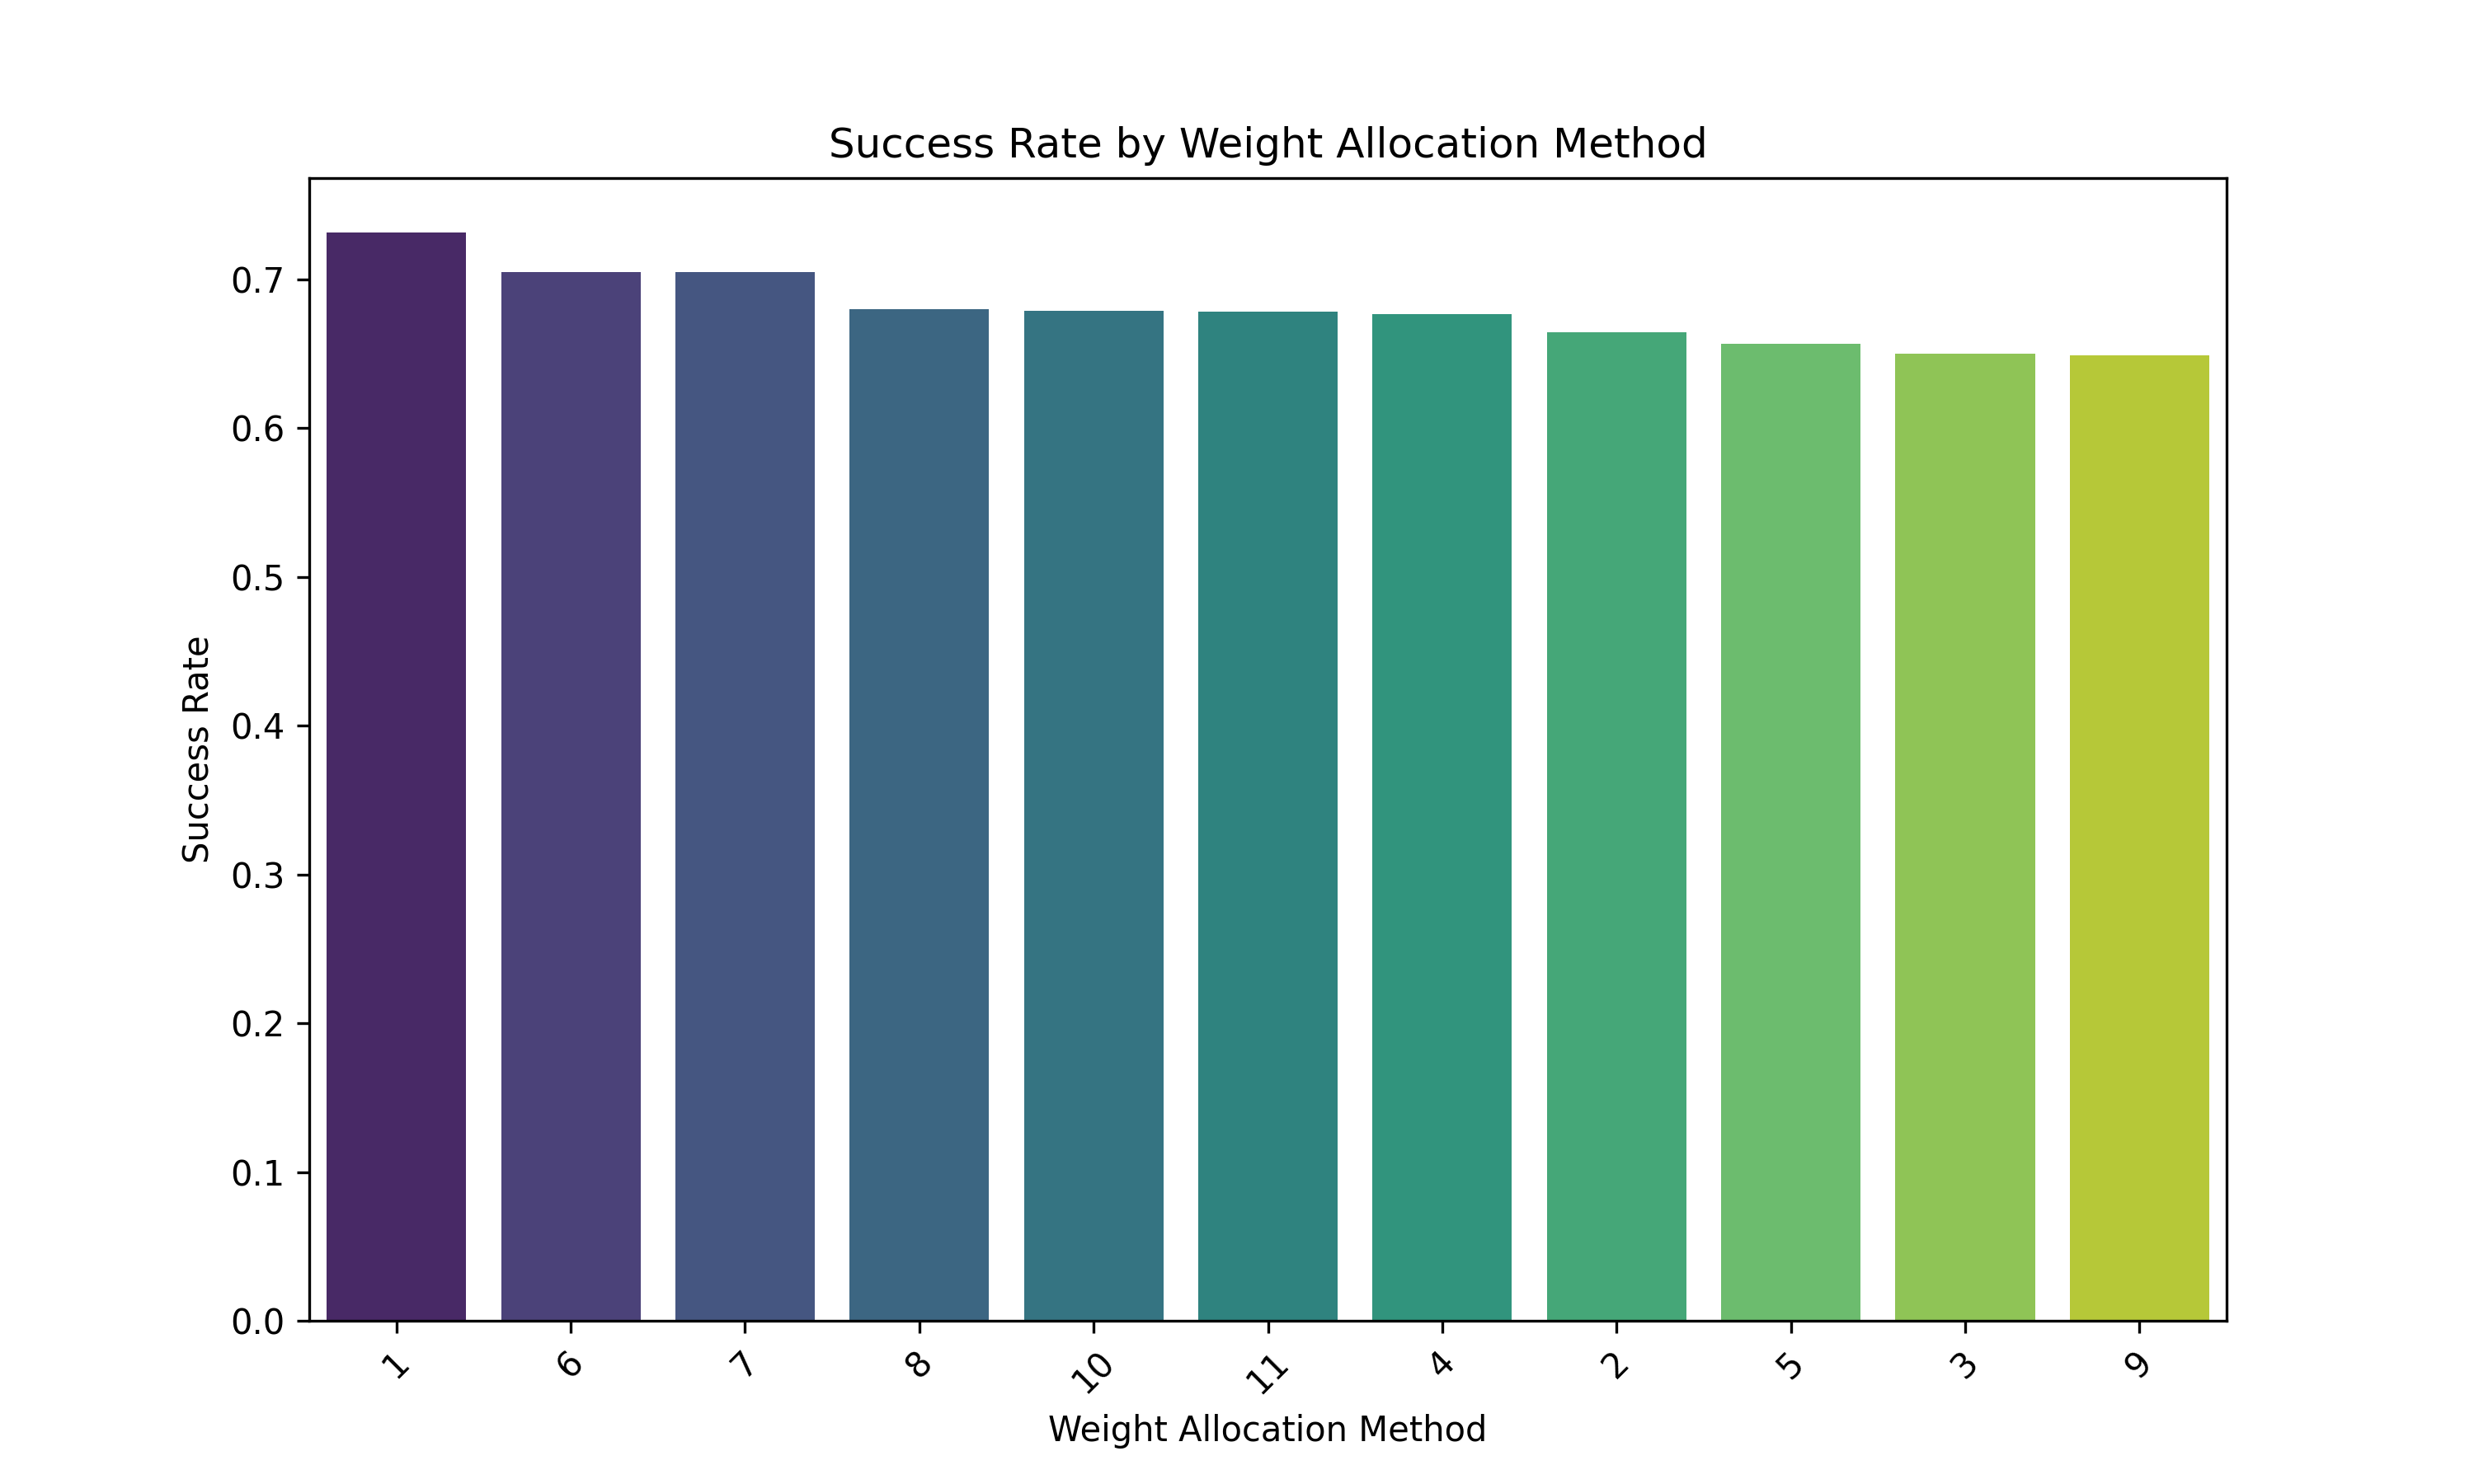 Success Rate by Weight Allocation Method
Success Rate
0.7
0.6
0.5
0.4
0.3
0.2
0.1
0.0
1 6 7 8 10 11 4 2 5 3 9
Weight Allocation Method